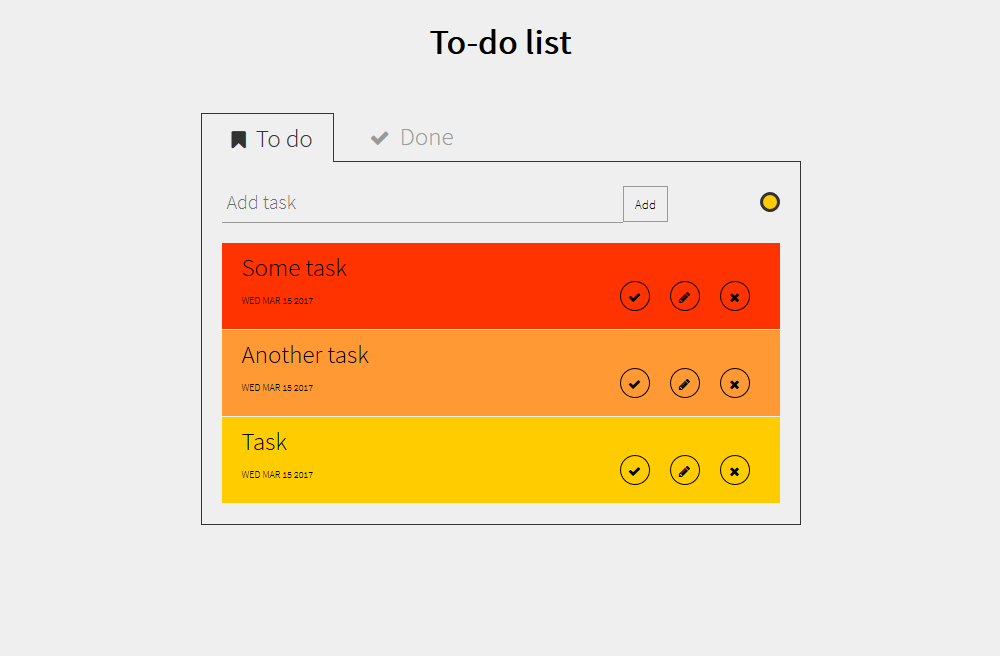 To-do list
To do
Done
Add task
Add
Some task
WED MAR 15 2017
Another task
WED MAR 15 2017
Task
WED MAR 15 2017